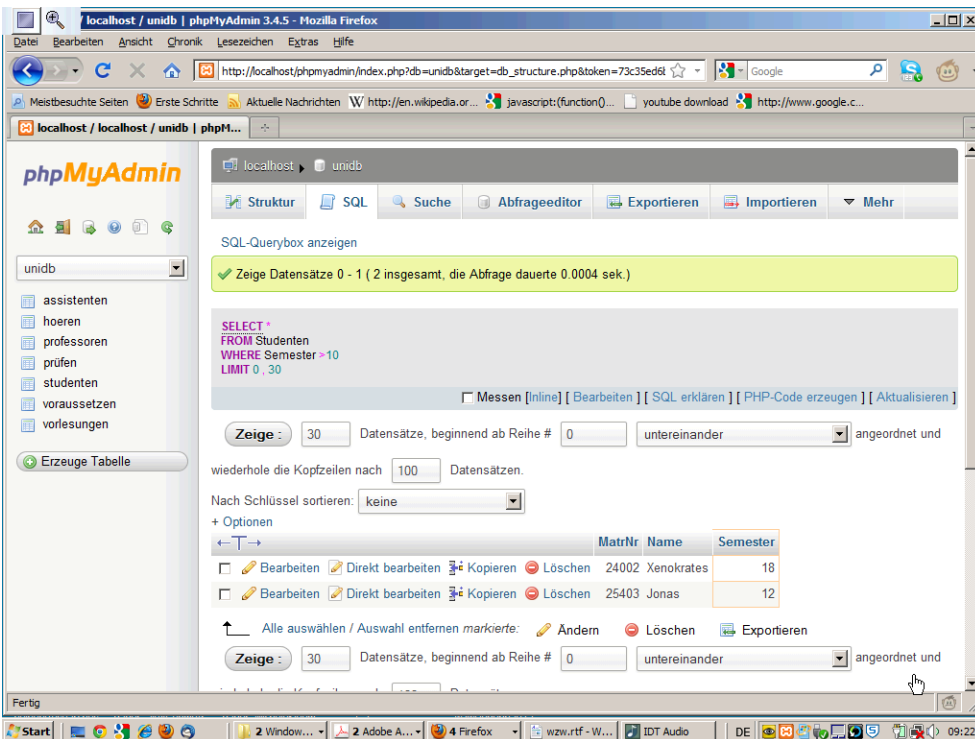 / localhost / unidb | phpMyAdmin 3.4.5 - Mozilla Firefox
Datei Bearbeiten Ansicht Chronik Lesezeichen Extras Hilfe
http://localhost/phpmyadmin/index.php?db=unidb&target=db_structure.php&token=73c35ed6 Google
Meistbesuchte Seiten Erste Schritte Aktuelle Nachrichten W http://en.wikipedia.or... javascript:(function()... youtube download http://www.google.c...
localhost / localhost / unidb | phpM...
phpMyAdmin
unidb
assistenten
hoeren
professoren
prüfen
studenten
voraussetzen
vorlesungen
Erzeuge Tabelle
localhost unidb
Struktur SQL Suche Abfrageeditor Exportieren Importieren Mehr
SQL-Querybox anzeigen
Zeige Datensätze 0 - 1 ( 2 insgesamt, die Abfrage dauerte 0.0004 sek.)
SELECT *
FROM Studenten
WHERE Semester >10
LIMIT 0 , 30
Messen [Inline] [ Bearbeiten ] [ SQL erklären ] [ PHP-Code erzeugen ] [ Aktualisieren ]
Zeige : 30 Datensätze, beginnend ab Reihe # 0 untereinander angeordnet und
wiederhole die Kopfzeilen nach 100 Datensätzen.
Nach Schlüssel sortieren: keine
+ Optionen
←T→ MatrNr Name Semester
Bearbeiten Direkt bearbeiten Kopieren Löschen 24002 Xenokrates 18
Bearbeiten Direkt bearbeiten Kopieren Löschen 25403 Jonas 12
Alle auswählen / Auswahl entfernen markierte: Ändern Löschen Exportieren
Zeige : 30 Datensätze, beginnend ab Reihe # 0 untereinander angeordnet und
Fertig
Start 2 Window... 2 Adobe A... 4 Firefox wzw.rtf - W... IDT Audio DE 09:22